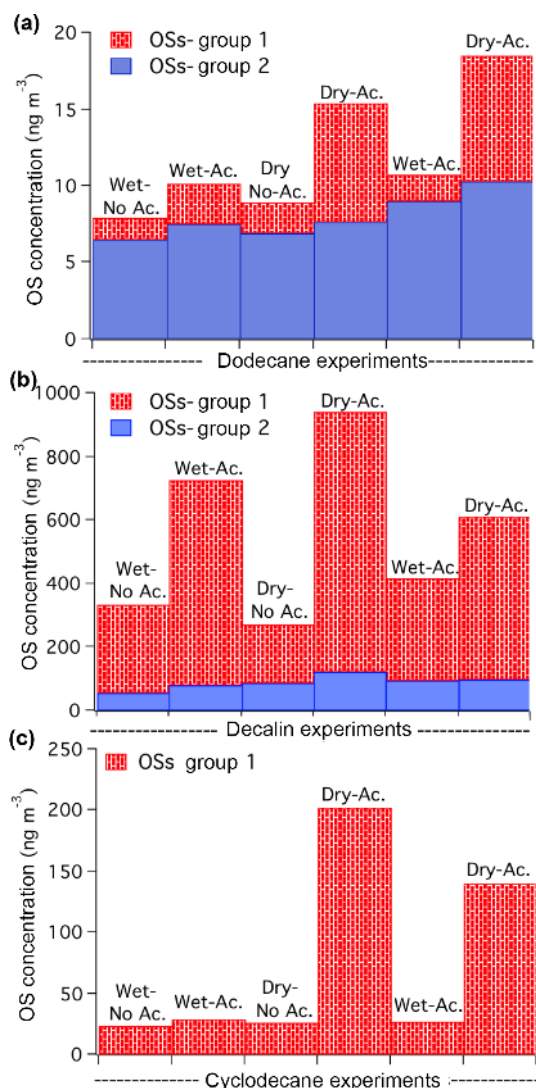 (a)
OSs- group 1
OSs- group 2
Dry-Ac.
Dry-Ac.
Wet-Ac.
Dry
No-Ac.
Wet-Ac.
Wet-
No Ac.
20
15
10
5
0
OS concentration (ng m⁻³)
Dodecane experiments
(b)
OSs- group 1
OSs- group 2
Dry-Ac.
Wet-Ac.
Dry-Ac.
Wet-Ac.
Wet-
No Ac.
Dry-
No Ac.
1000
800
600
400
200
0
OS concentration (ng m⁻³)
Decalin experiments
(c)
OSs group 1
Dry-Ac.
Dry-Ac.
Wet-
No Ac.
Wet-Ac.
Dry-
No Ac.
Wet-Ac.
250
200
150
100
50
0
OS concentration (ng m⁻³)
Cyclodecane experiments